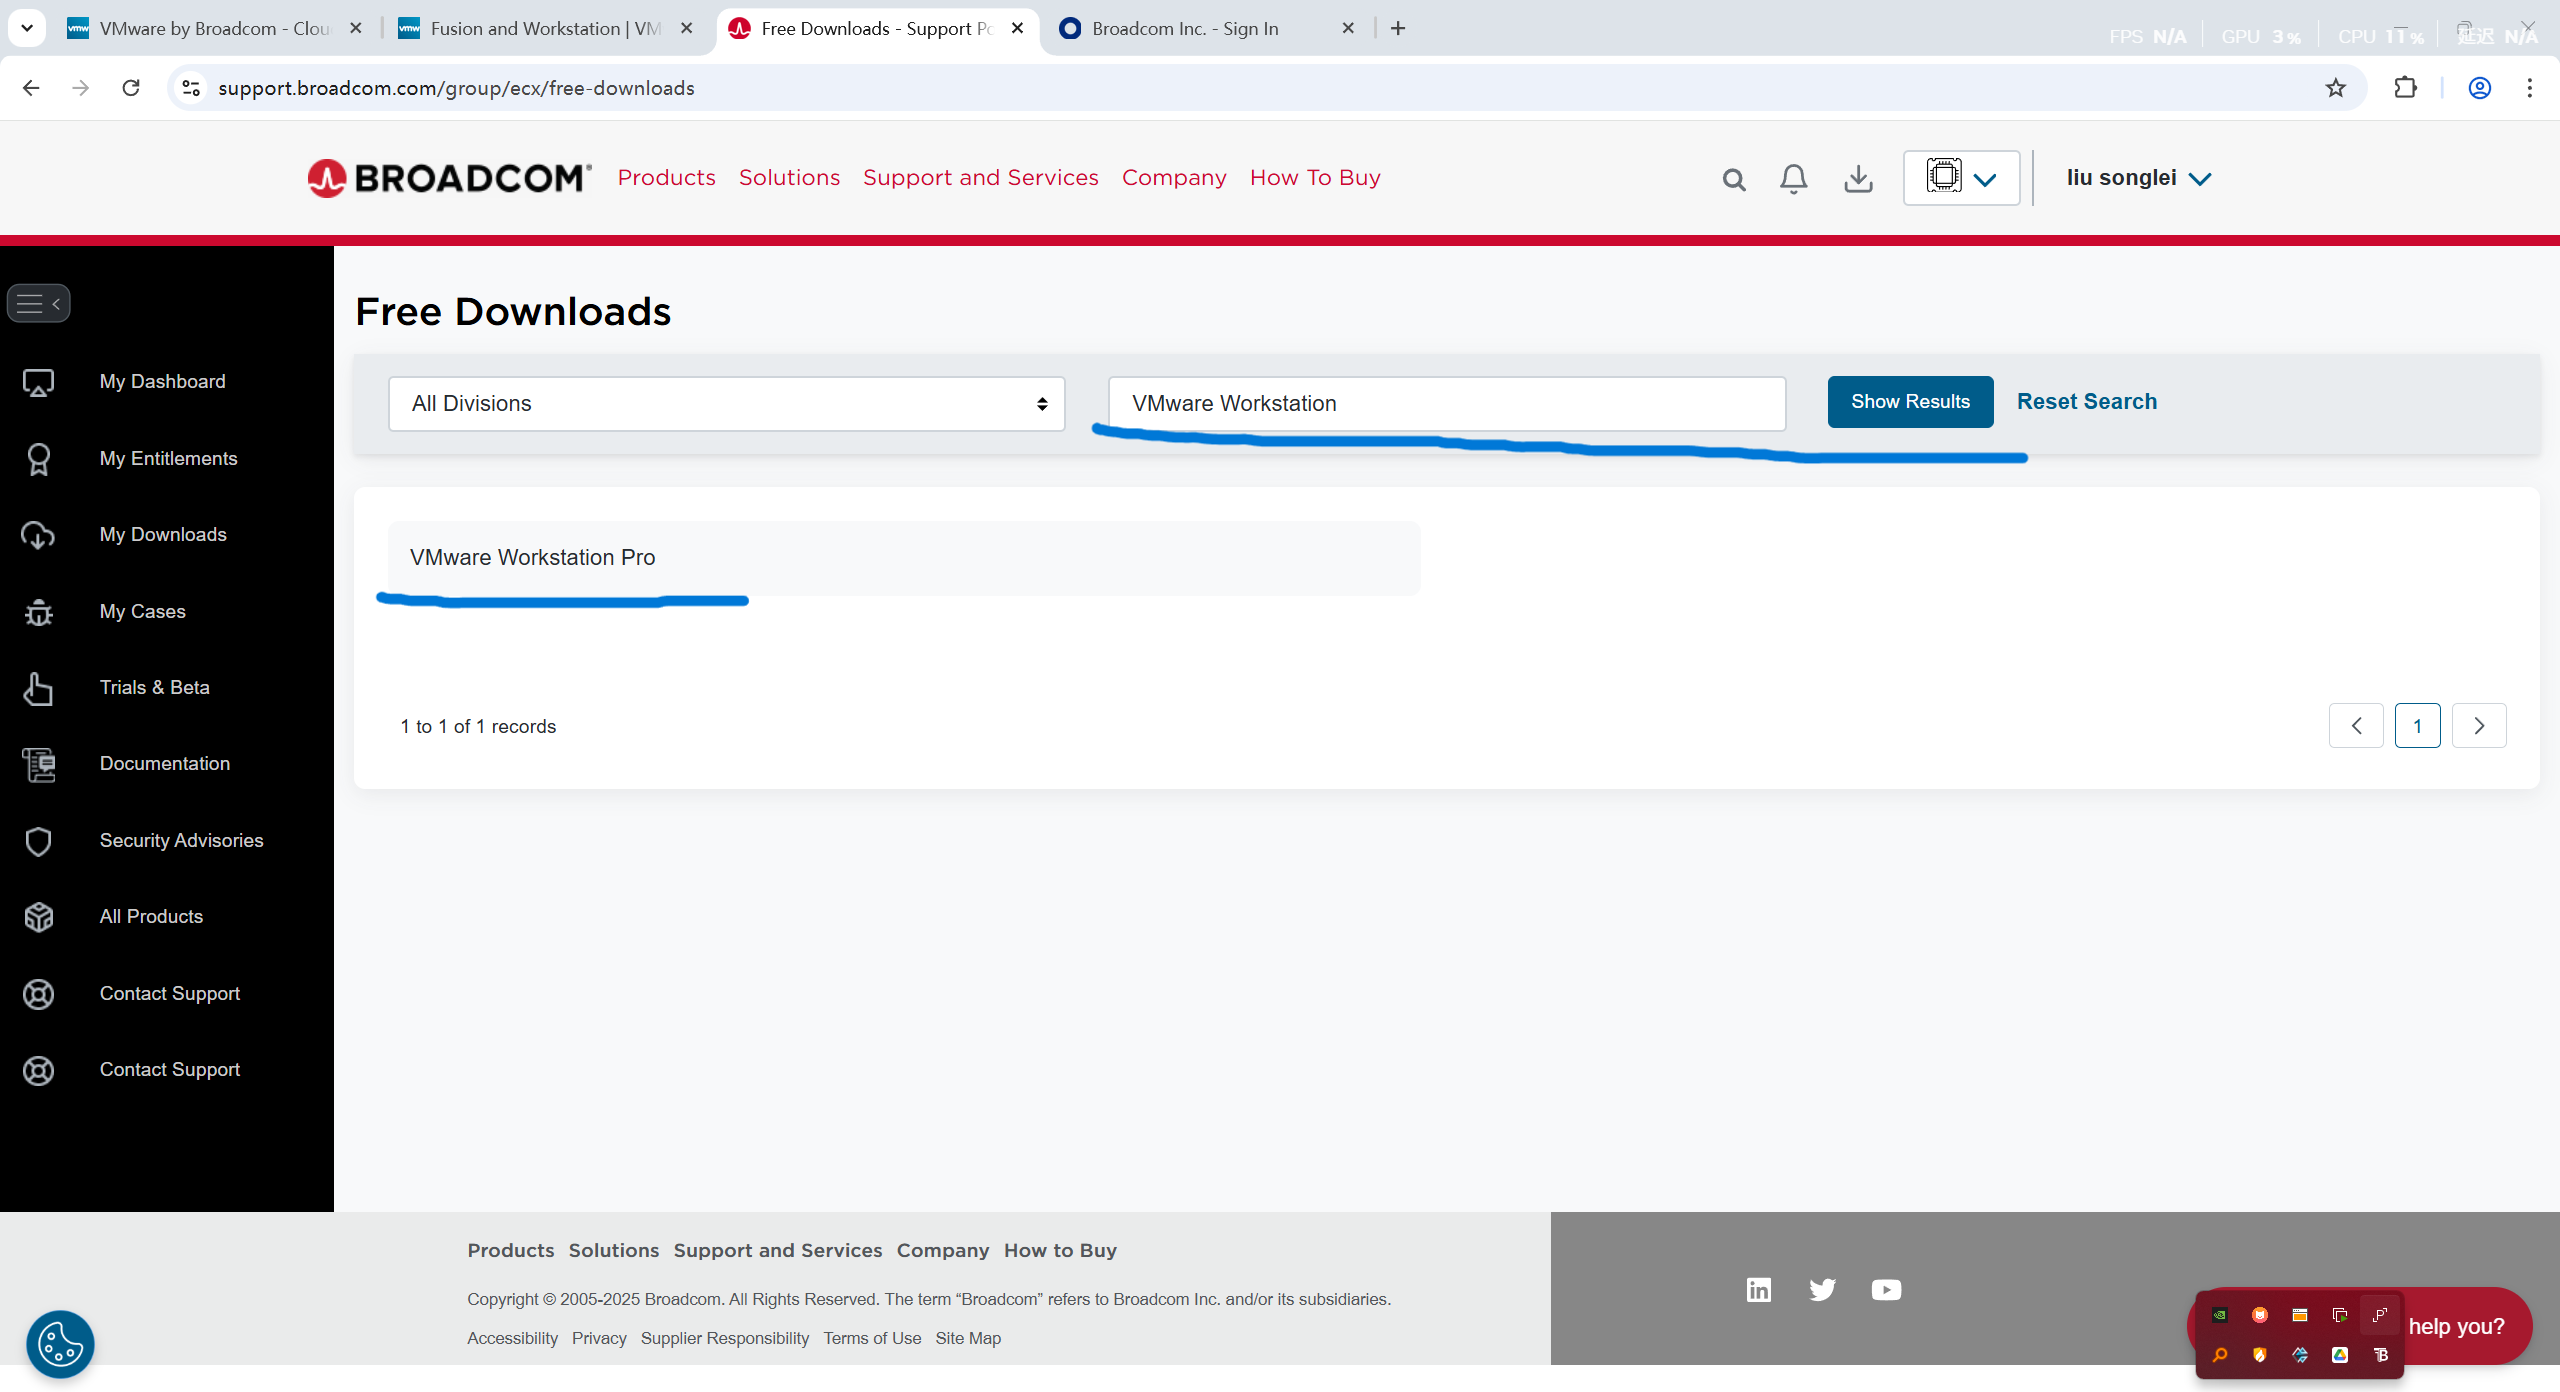 VMware by Broadcom - Clou
Fusion and Workstation | VM
Free Downloads - Support Po
Broadcom Inc. - Sign In
FPS N/A
GPU 3 %
CPU 11 %
延迟 N/A
support.broadcom.com/group/ecx/free-downloads
BROADCOM®
Products
Solutions
Support and Services
Company
How To Buy
liu songlei
My Dashboard
My Entitlements
My Downloads
My Cases
Trials & Beta
Documentation
Security Advisories
All Products
Contact Support
Contact Support
Free Downloads
All Divisions
VMware Workstation
Show Results
Reset Search
VMware Workstation Pro
1 to 1 of 1 records
1
Products Solutions Support and Services Company How to Buy
Copyright © 2005-2025 Broadcom. All Rights Reserved. The term “Broadcom” refers to Broadcom Inc. and/or its subsidiaries.
Accessibility Privacy Supplier Responsibility Terms of Use Site Map
help you?